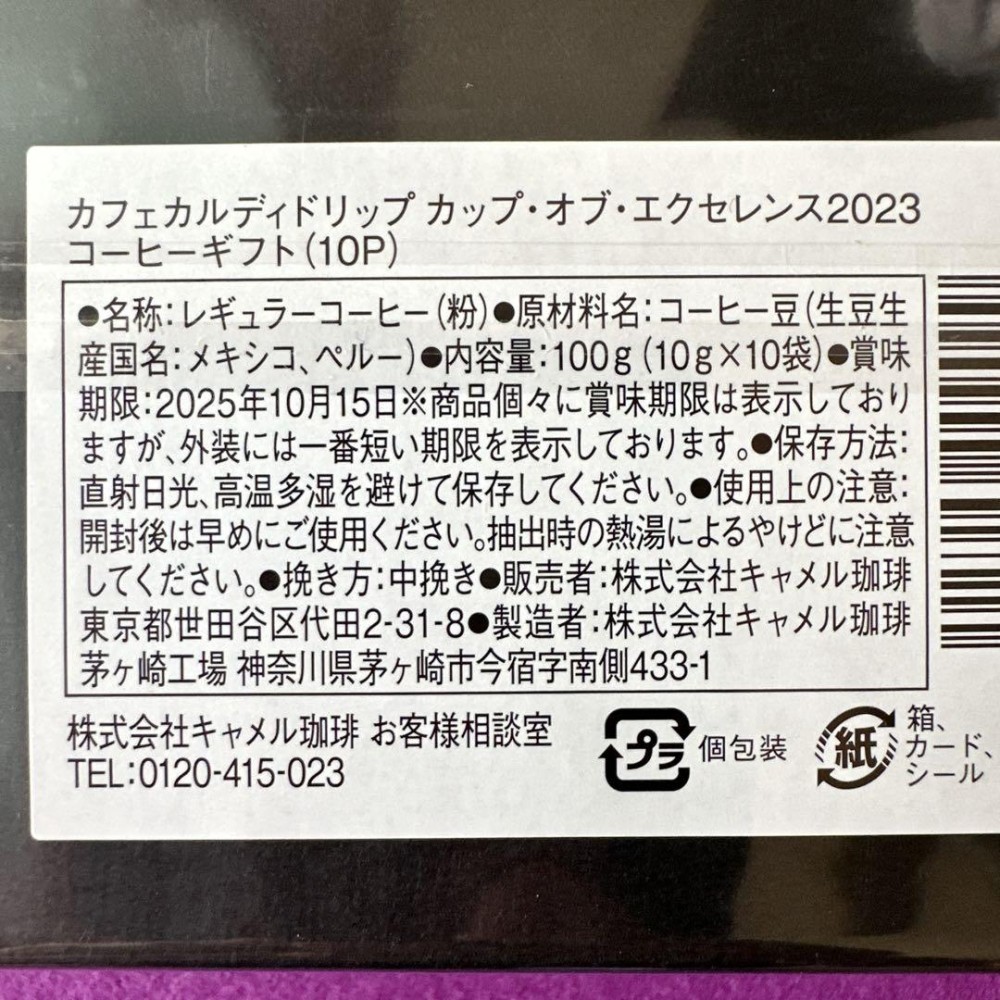 カフェカルディドリップ カップ・オブ・エクセレンス2023
コーヒーギフト(10P)
●名称:レギュラーコーヒー(粉)●原材料名:コーヒー豆(生豆生
産国名:メキシコ、ペルー)●内容量:100g(10g×10袋)●賞味
期限:2025年10月15日※商品個々に賞味期限は表示しており
ますが、外装には一番短い期限を表示しております。●保存方法:
直射日光、高温多湿を避けて保存してください。●使用上の注意:
開封後は早めにご使用ください。抽出時の熱湯によるやけどに注意
してください。●挽き方:中挽き●販売者:株式会社キャメル珈琲
東京都世田谷区代田2-31-8●製造者:株式会社キャメル珈琲
茅ヶ崎工場 神奈川県茅ヶ崎市今宿字南側433-1
株式会社キャメル珈琲 お客様相談室
TEL:0120-415-023
プラ 個包装
紙 箱、
カード、
シール